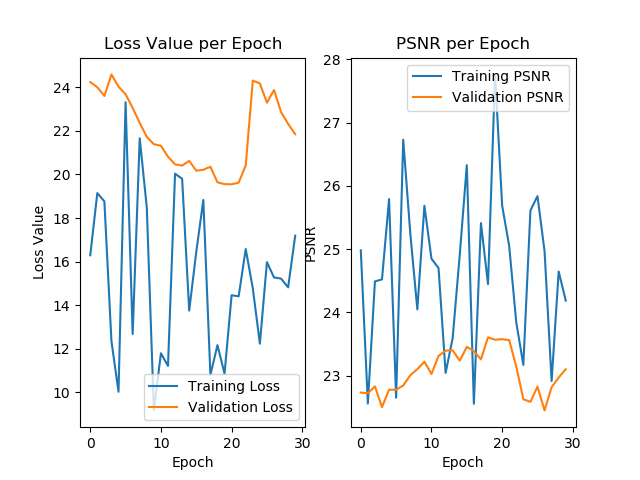 Loss Value per Epoch
24
22
20
18
16
14
12
10
Loss Value
0
10
20
30
Epoch
Training Loss
Validation Loss
PSNR per Epoch
28
27
26
25
24
23
PSNR
0
10
20
30
Epoch
Training PSNR
Validation PSNR